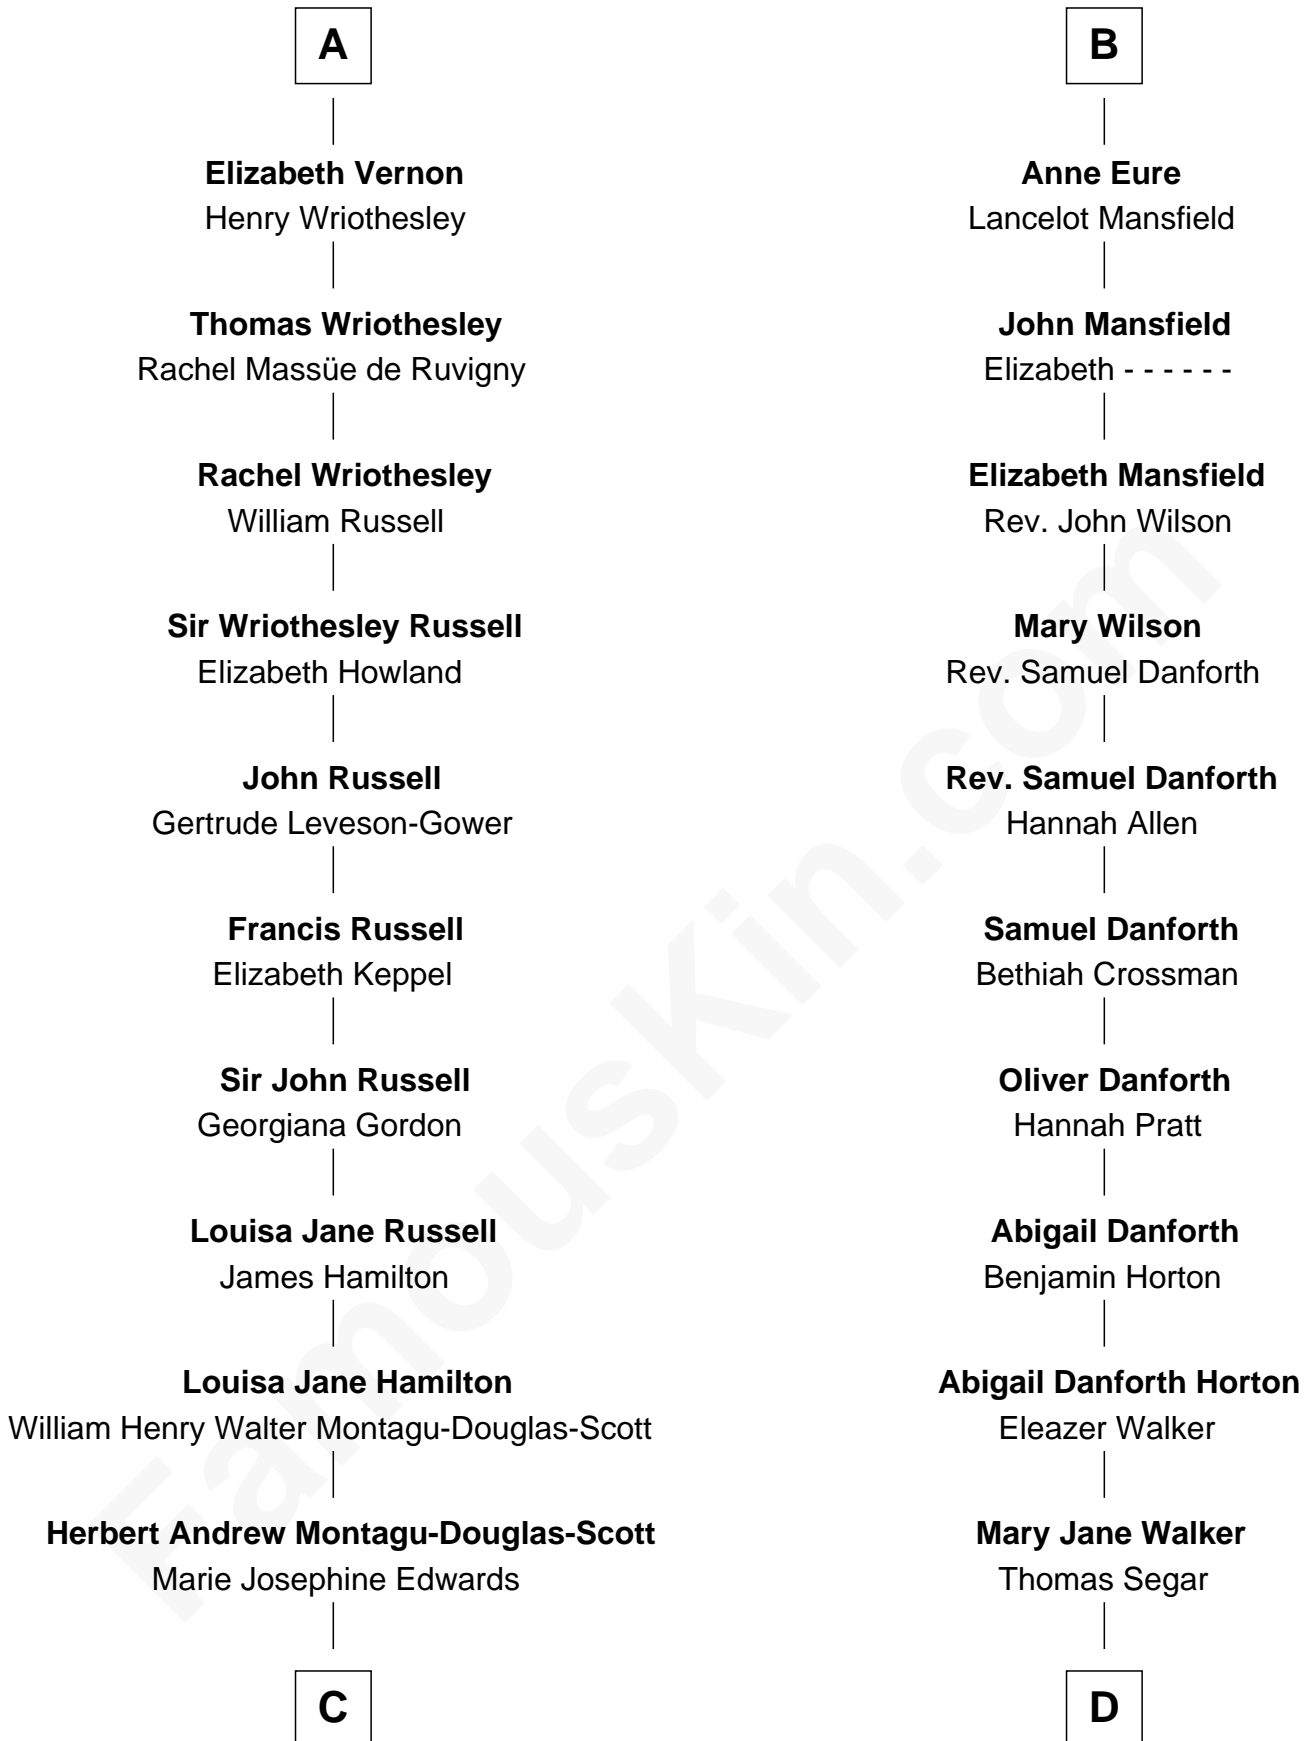 A
Elizabeth Vernon
Henry Wriothesley
Thomas Wriothesley
Rachel Massüe de Ruvigny
Rachel Wriothesley
William Russell
Sir Wriothesley Russell
Elizabeth Howland
John Russell
Gertrude Leveson-Gower
Francis Russell
Elizabeth Keppel
Sir John Russell
Georgiana Gordon
Louisa Jane Russell
James Hamilton
Louisa Jane Hamilton
William Henry Walter Montagu-Douglas-Scott
Herbert Andrew Montagu-Douglas-Scott
Marie Josephine Edwards
C
B
Anne Eure
Lancelot Mansfield
John Mansfield
Elizabeth - - - - - -
Elizabeth Mansfield
Rev. John Wilson
Mary Wilson
Rev. Samuel Danforth
Rev. Samuel Danforth
Hannah Allen
Samuel Danforth
Bethiah Crossman
Oliver Danforth
Hannah Pratt
Abigail Danforth
Benjamin Horton
Abigail Danforth Horton
Eleazer Walker
Mary Jane Walker
Thomas Segar
D
FamousKin.com